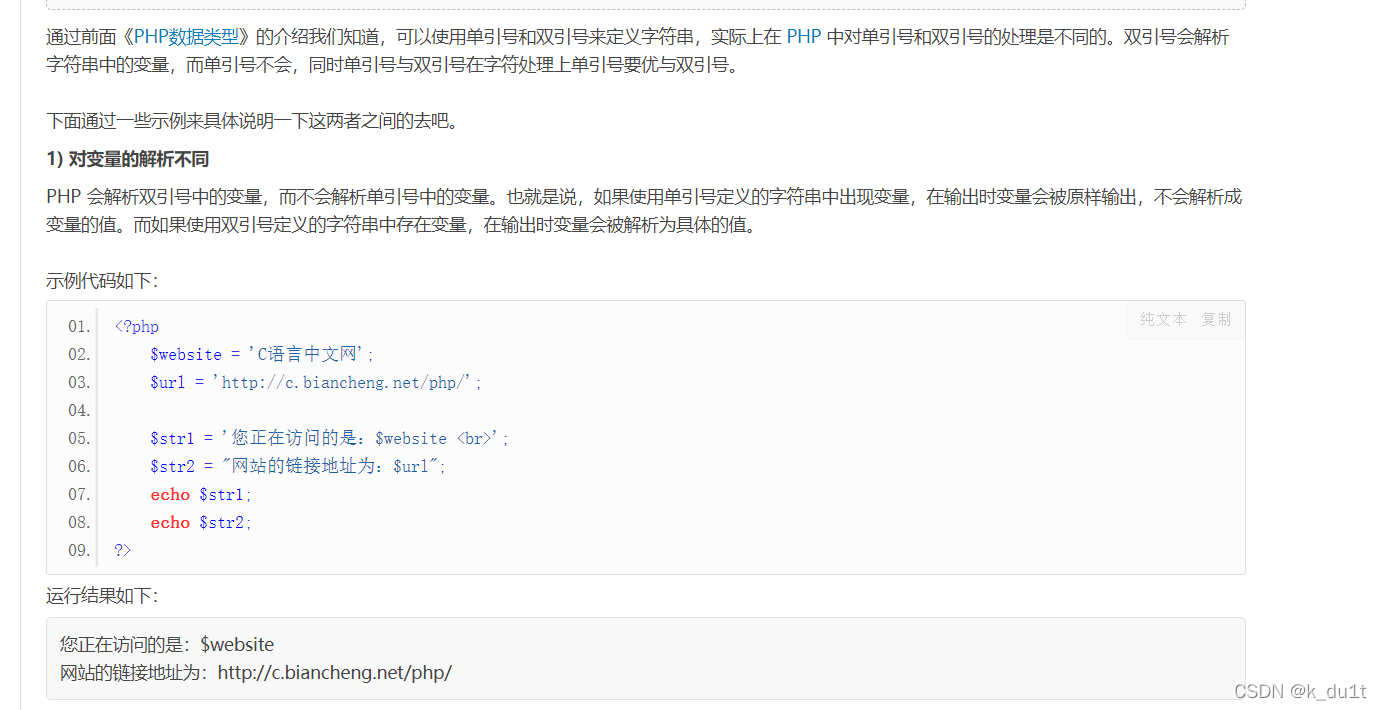 通过前面《PHP数据类型》的介绍我们知道，可以使用单引号和双引号来定义字符串，实际上在 PHP 中对单引号和双引号的处理是不同的。双引号会解析
字符串中的变量，而单引号不会，同时单引号与双引号在字符处理上单引号要优与双引号。
下面通过一些示例来具体说明一下这两者之间的去吧。
1) 对变量的解析不同
PHP 会解析双引号中的变量，而不会解析单引号中的变量。也就是说，如果使用单引号定义的字符串中出现变量，在输出时变量会被原样输出，不会解析成
变量的值。而如果使用双引号定义的字符串中存在变量，在输出时变量会被解析为具体的值。
示例代码如下：
纯文本 复制
01. <?php
02. $website = 'C语言中文网';
03. $url = 'http://c.biancheng.net/php/';
04.
05. $str1 = '您正在访问的是：$website <br>';
06. $str2 = "网站的链接地址为：$url";
07. echo $str1;
08. echo $str2;
09. ?>
运行结果如下：
您正在访问的是：$website
网站的链接地址为：http://c.biancheng.net/php/
CSDN @k_du1t